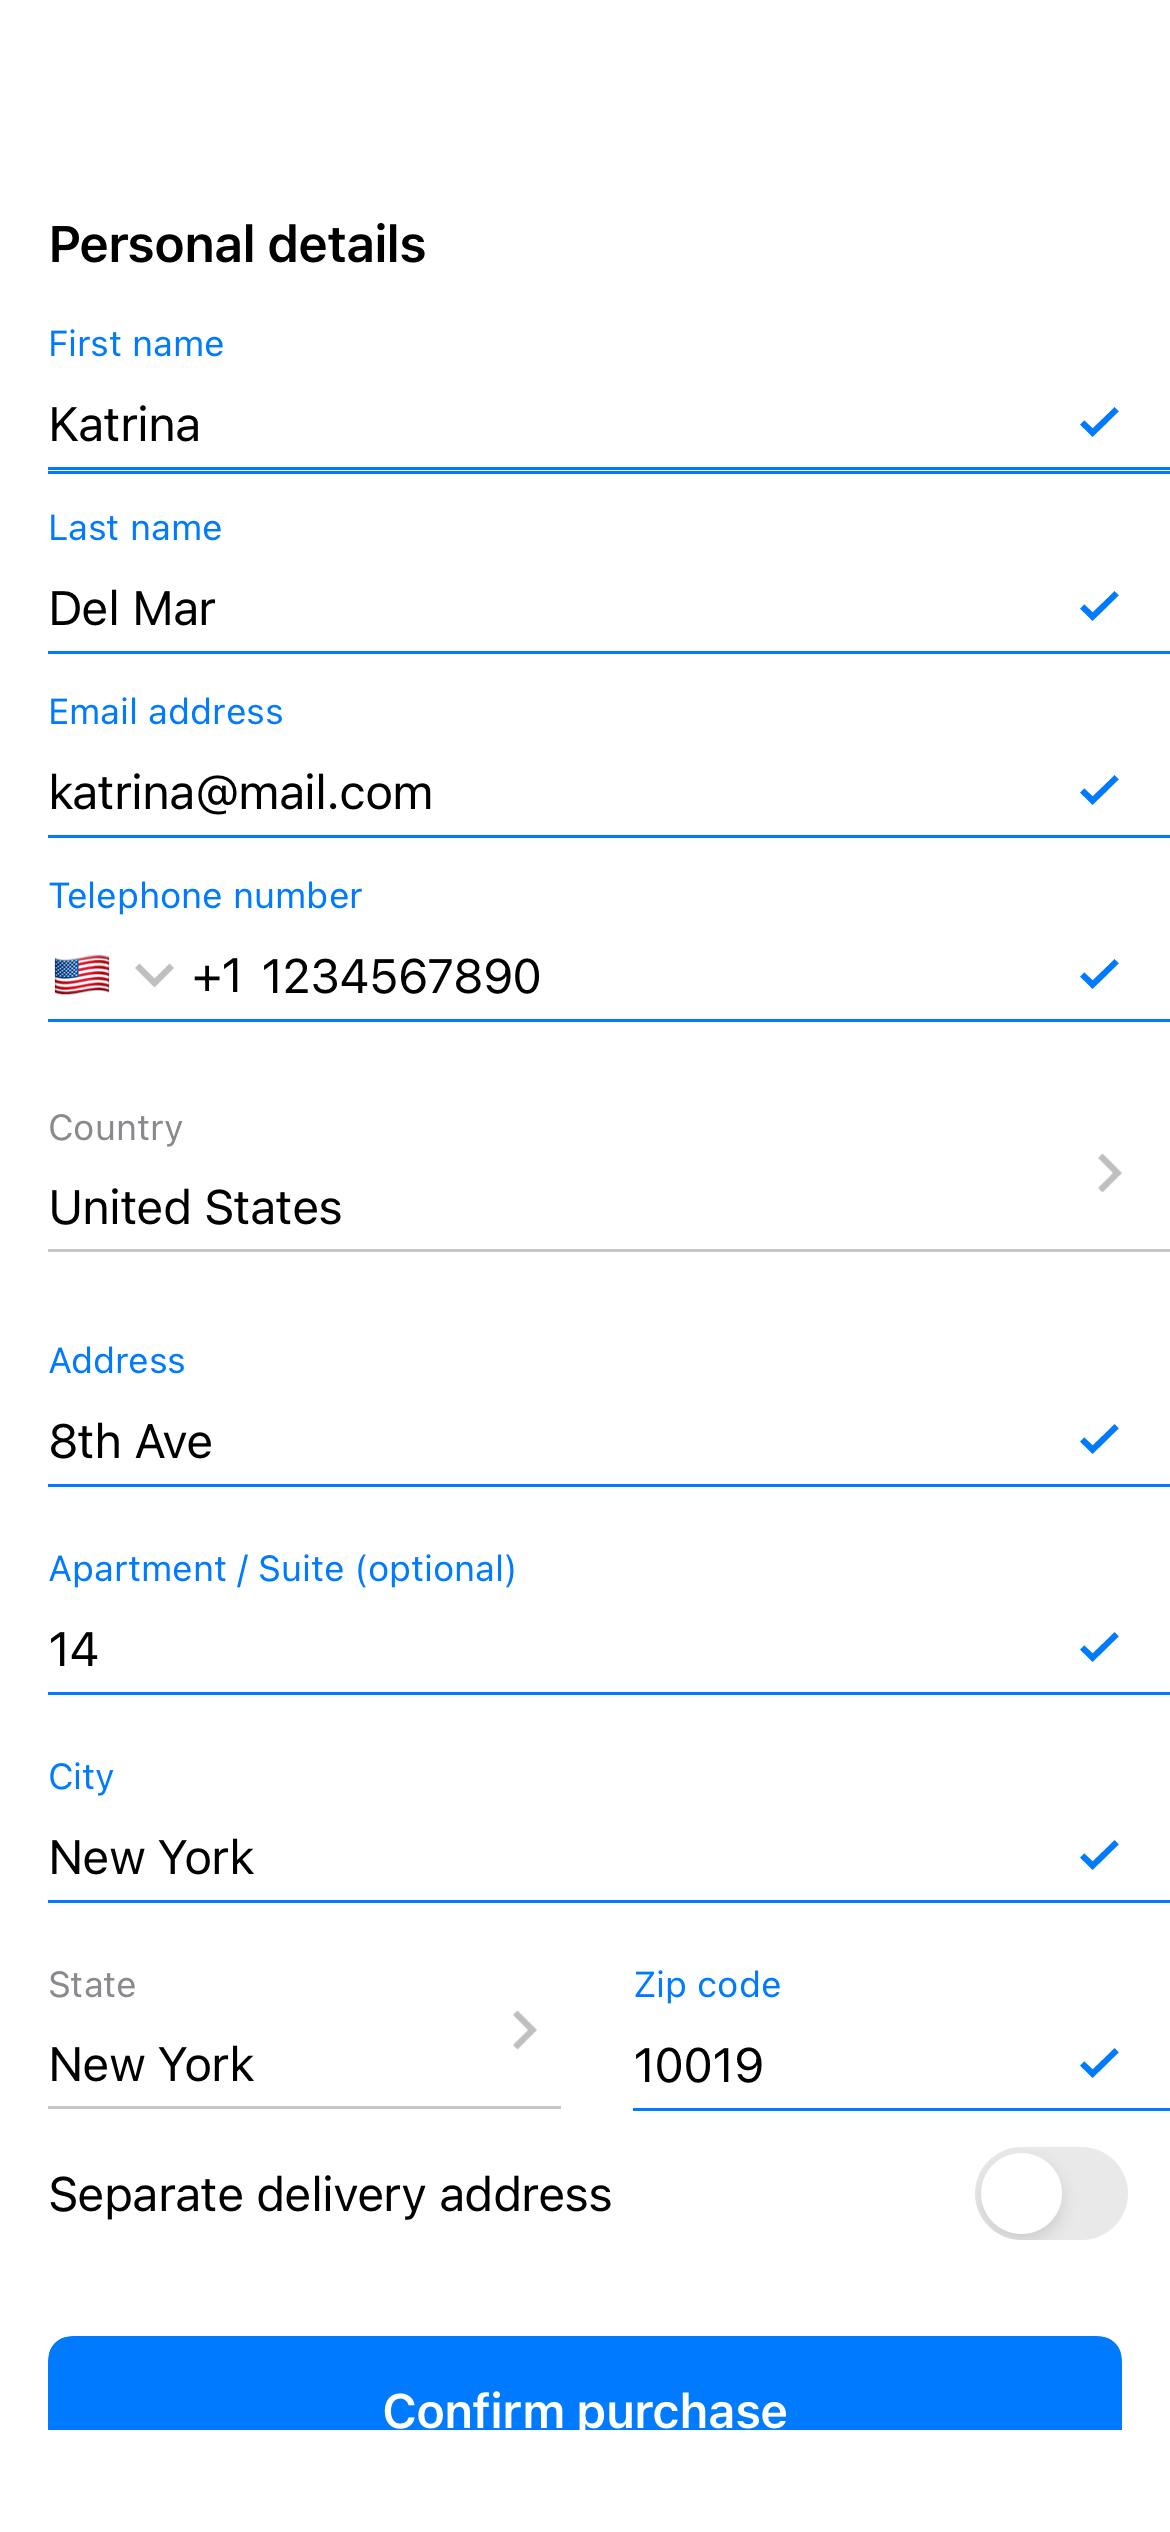 Personal details
First name
Katrina
Last name
Del Mar
Email address
katrina@mail.com
Telephone number
+1 1234567890
Country
United States
Address
8th Ave
Apartment / Suite (optional)
14
City
New York
State
New York
Zip code
10019
Separate delivery address
Confirm purchase